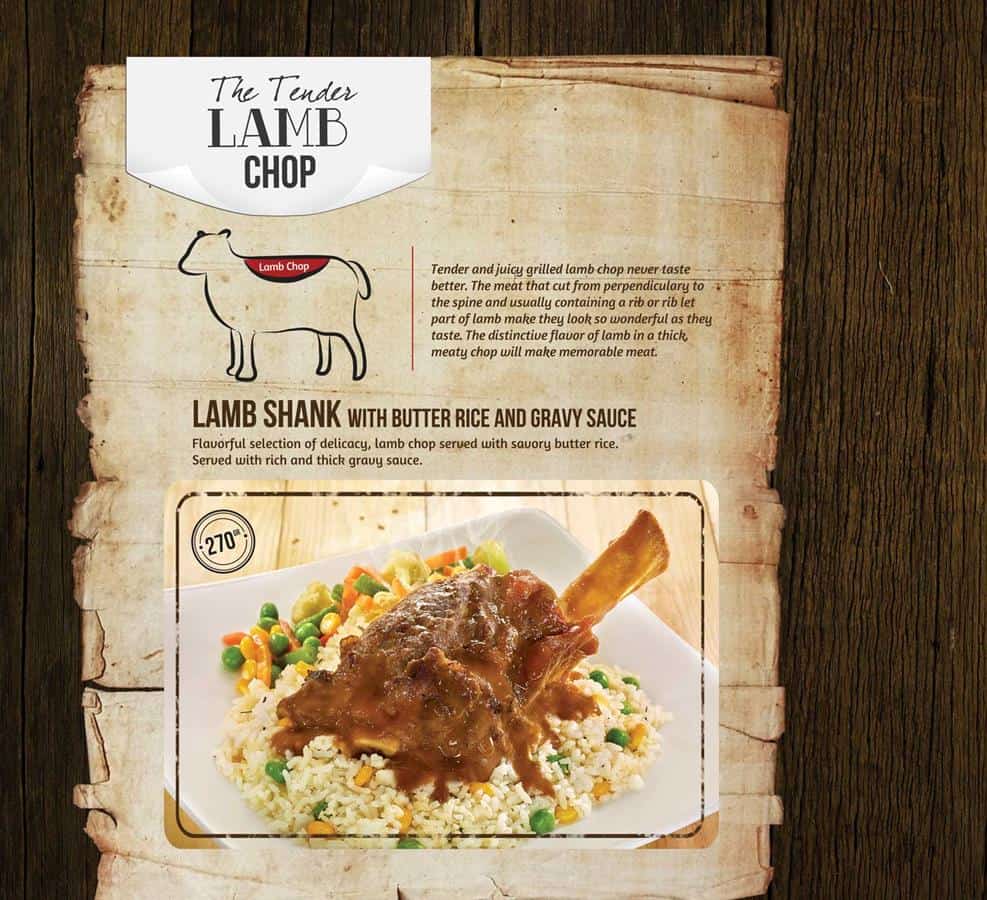 The Tender
LAMB
CHOP
Lamb Chop
Tender and juicy grilled lamb chop never taste
better. The meat that cut from perpendiculary to
the spine and usually containing a rib or rib let
part of lamb make they look so wonderful as they
taste. The distinctive flavor of lamb in a thick,
meaty chop will make memorable meat.
LAMB SHANK WITH BUTTER RICE AND GRAVY SAUCE
Flavorful selection of delicacy, lamb chop served with savory butter rice.
Served with rich and thick gravy sauce.
270